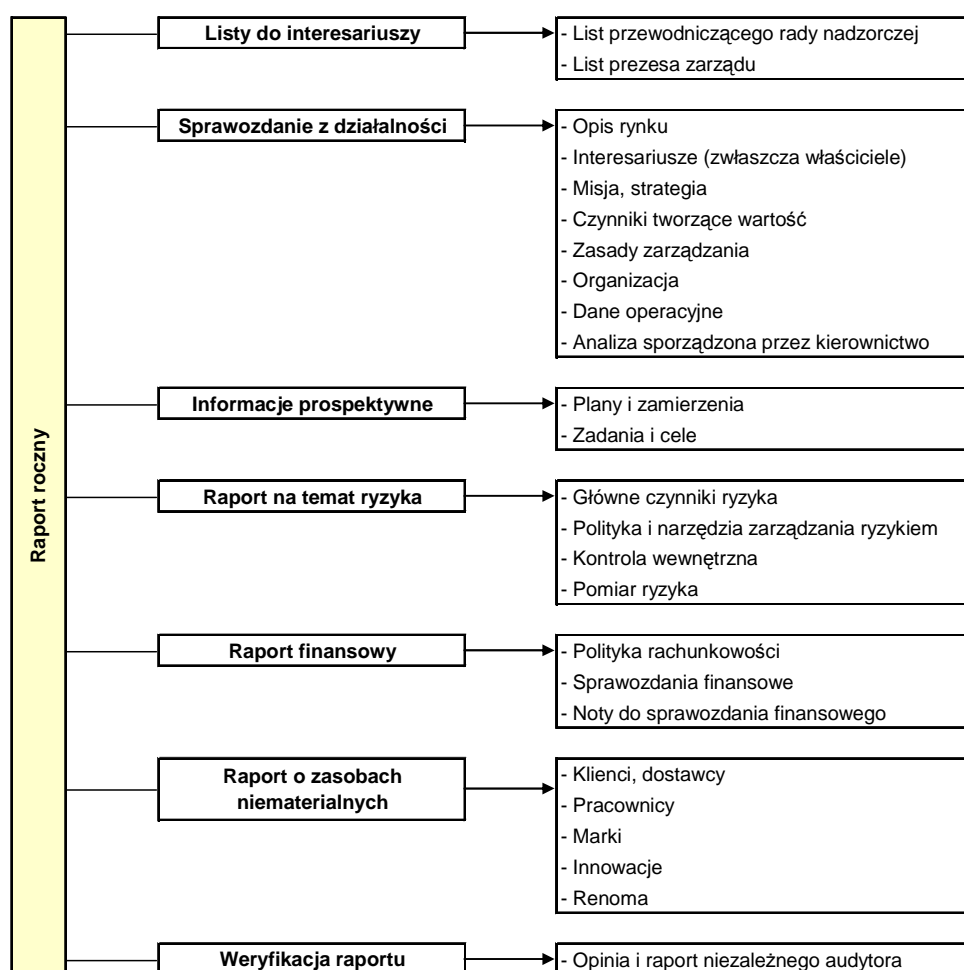 Raport roczny
Listy do interesariuszy
- List przewodniczącego rady nadzorczej
- List prezesa zarządu
Sprawozdanie z działalności
- Opis rynku
- Interesariusze (zwłaszcza właściciele)
- Misja, strategia
- Czynniki tworzące wartość
- Zasady zarządzania
- Organizacja
- Dane operacyjne
- Analiza sporządzona przez kierownictwo
Informacje prospektywne
- Plany i zamierzenia
- Zadania i cele
Raport na temat ryzyka
- Główne czynniki ryzyka
- Polityka i narzędzia zarządzania ryzykiem
- Kontrola wewnętrzna
- Pomiar ryzyka
Raport finansowy
- Polityka rachunkowości
- Sprawozdania finansowe
- Noty do sprawozdania finansowego
Raport o zasobach
niematerialnych
- Klienci, dostawcy
- Pracownicy
- Marki
- Innowacje
- Renoma
Weryfikacja raportu
- Opinia i raport niezależnego audytora